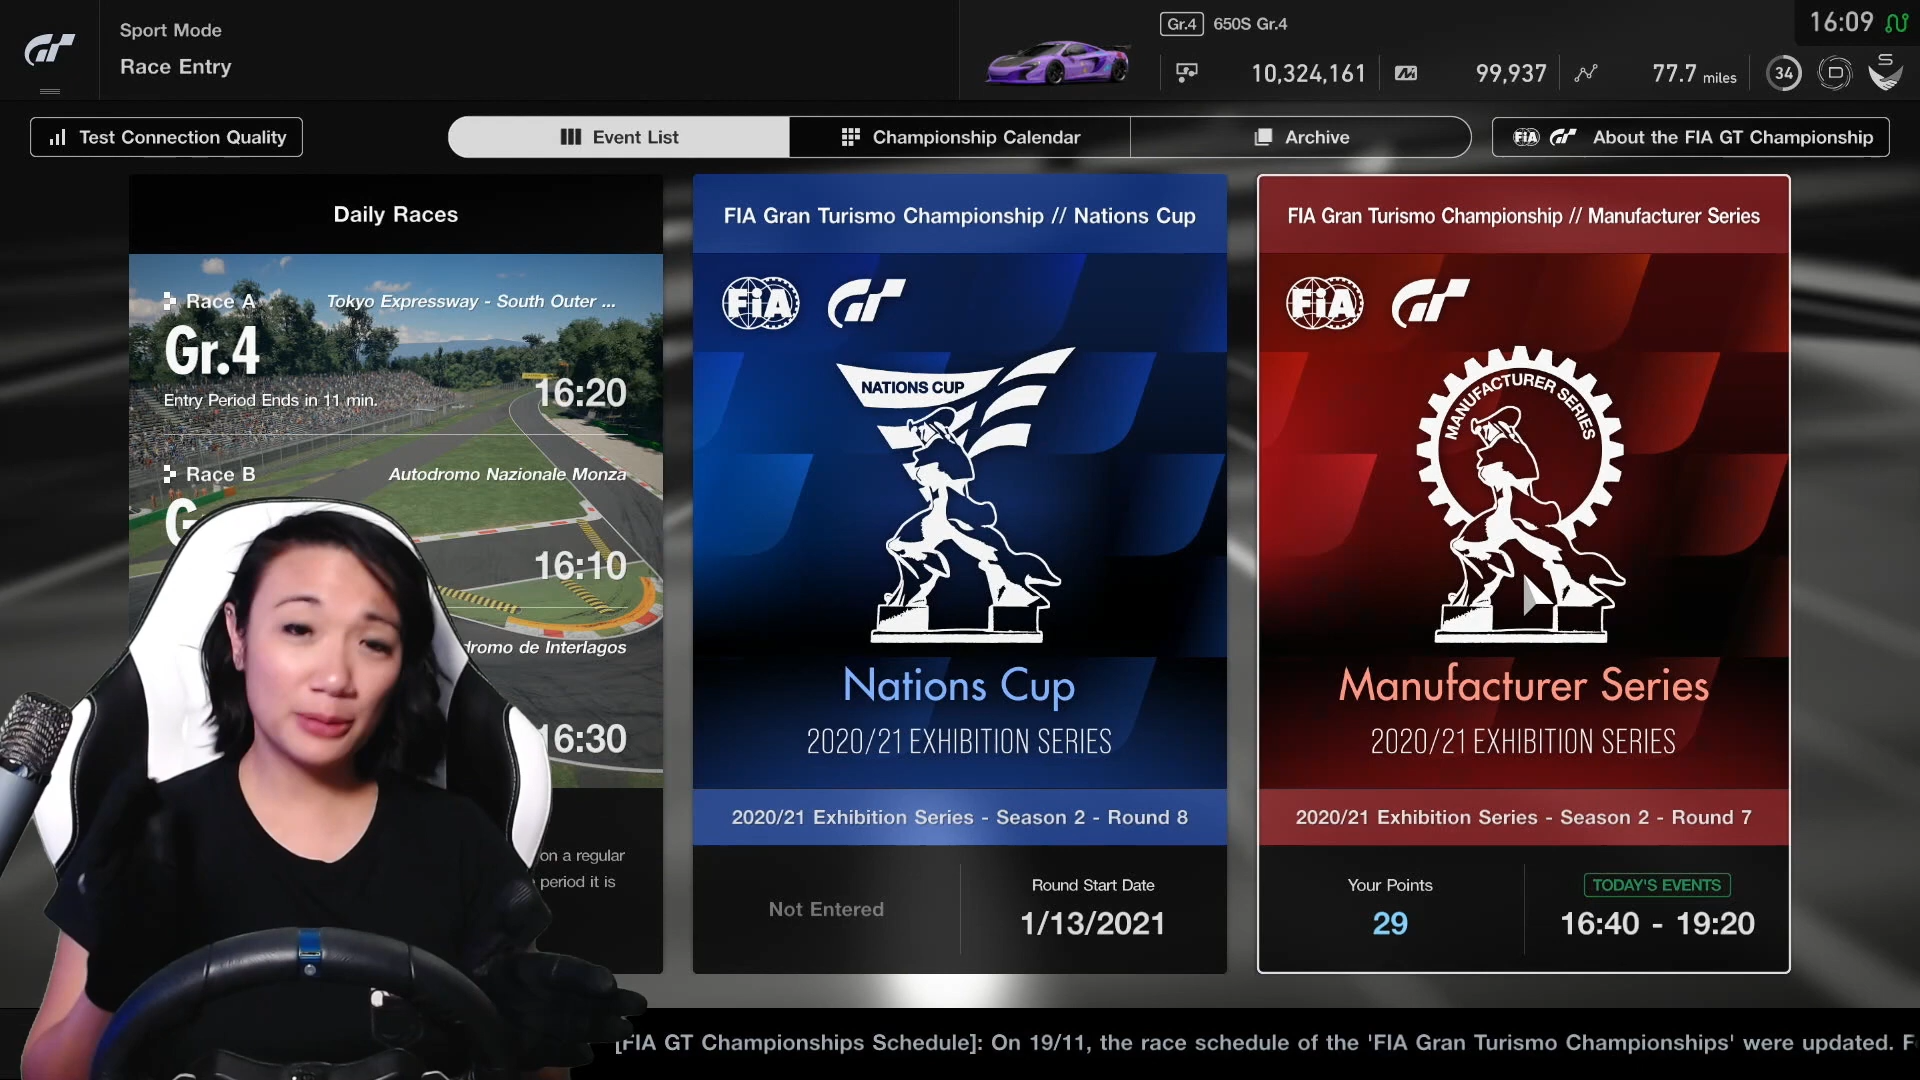 Sport Mode
Race Entry
Gr.4 650S Gr.4
16:09
10,324,161
99,937
77.7 miles
34
D
S
Test Connection Quality
Event List
Championship Calendar
Archive
FiA GT About the FIA GT Championship
Daily Races
Race A Tokyo Expressway - South Outer ...
Gr.4
Entry Period Ends in 11 min. 16:20
Race B Autodromo Nazionale Monza
16:10
dromo de Interlagos
16:30
on a regular
period it is
FIA Gran Turismo Championship // Nations Cup
FiA GT
NATIONS CUP
Nations Cup
2020/21 EXHIBITION SERIES
2020/21 Exhibition Series - Season 2 - Round 8
Not Entered
Round Start Date
1/13/2021
FIA Gran Turismo Championship // Manufacturer Series
FiA GT
MANUFACTURER SERIES
Manufacturer Series
2020/21 EXHIBITION SERIES
2020/21 Exhibition Series - Season 2 - Round 7
Your Points
29
TODAY'S EVENTS
16:40 - 19:20
[FIA GT Championships Schedule]: On 19/11, the race schedule of the 'FIA Gran Turismo Championships' were updated.